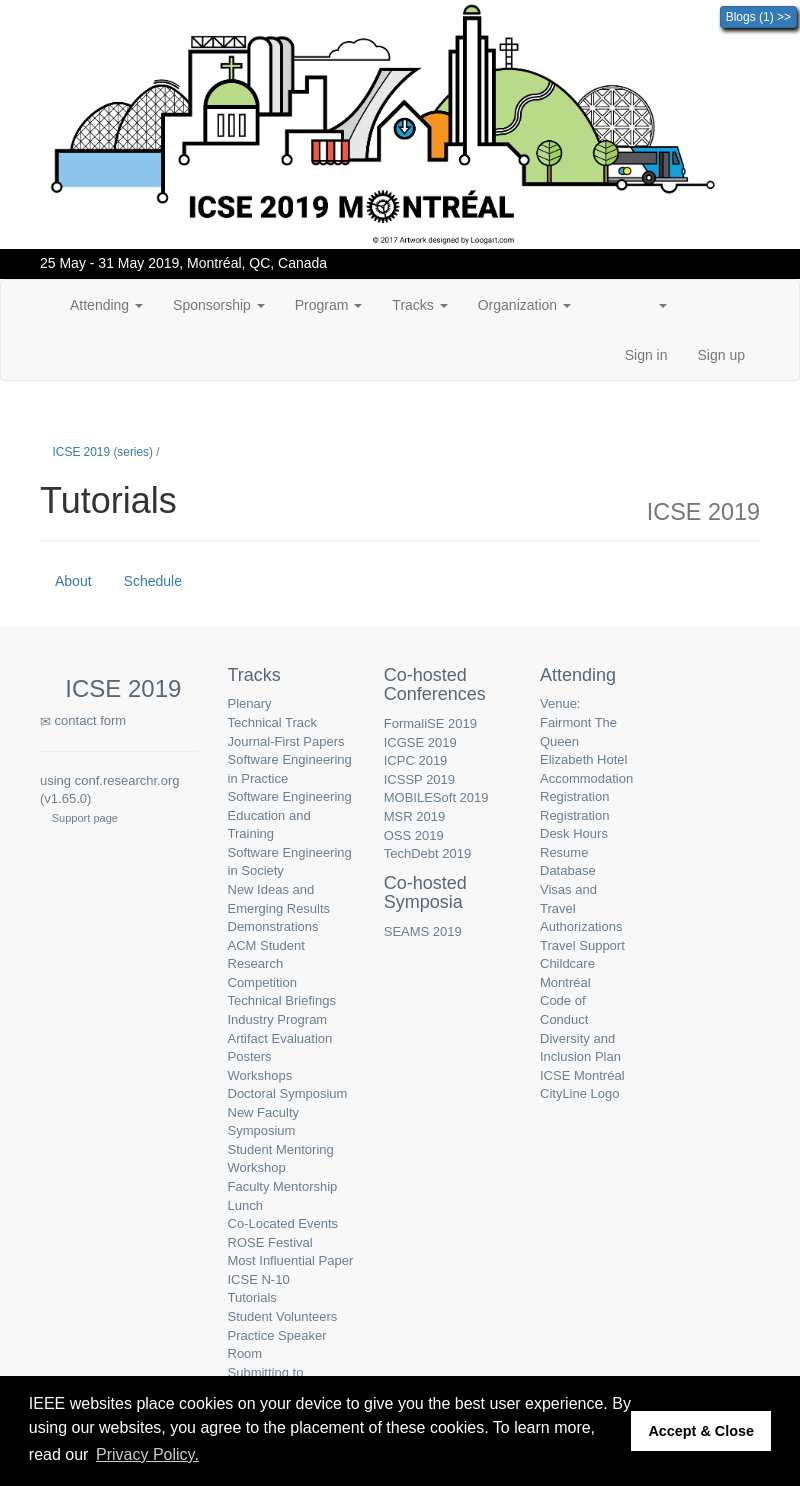 Blogs (1) >>
ICSE 2019 MONTRÉAL
© 2017 Artwork designed by Loogart.com
25 May - 31 May 2019, Montréal, QC, Canada
Attending Sponsorship Program Tracks Organization
Sign in Sign up
ICSE 2019 (series) /
Tutorials ICSE 2019
About Schedule
ICSE 2019
✉ contact form
using conf.researchr.org
(v1.65.0)
Support page
Tracks
Plenary
Technical Track
Journal-First Papers
Software Engineering
in Practice
Software Engineering
Education and
Training
Software Engineering
in Society
New Ideas and
Emerging Results
Demonstrations
ACM Student
Research
Competition
Technical Briefings
Industry Program
Artifact Evaluation
Posters
Workshops
Doctoral Symposium
New Faculty
Symposium
Student Mentoring
Workshop
Faculty Mentorship
Lunch
Co-Located Events
ROSE Festival
Most Influential Paper
ICSE N-10
Tutorials
Student Volunteers
Practice Speaker
Room
Submitting to
Co-hosted
Conferences
FormaliSE 2019
ICGSE 2019
ICPC 2019
ICSSP 2019
MOBILESoft 2019
MSR 2019
OSS 2019
TechDebt 2019
Co-hosted
Symposia
SEAMS 2019
Attending
Venue:
Fairmont The
Queen
Elizabeth Hotel
Accommodation
Registration
Registration
Desk Hours
Resume
Database
Visas and
Travel
Authorizations
Travel Support
Childcare
Montréal
Code of
Conduct
Diversity and
Inclusion Plan
ICSE Montréal
CityLine Logo
IEEE websites place cookies on your device to give you the best user experience. By
using our websites, you agree to the placement of these cookies. To learn more,
read our Privacy Policy.
Accept & Close